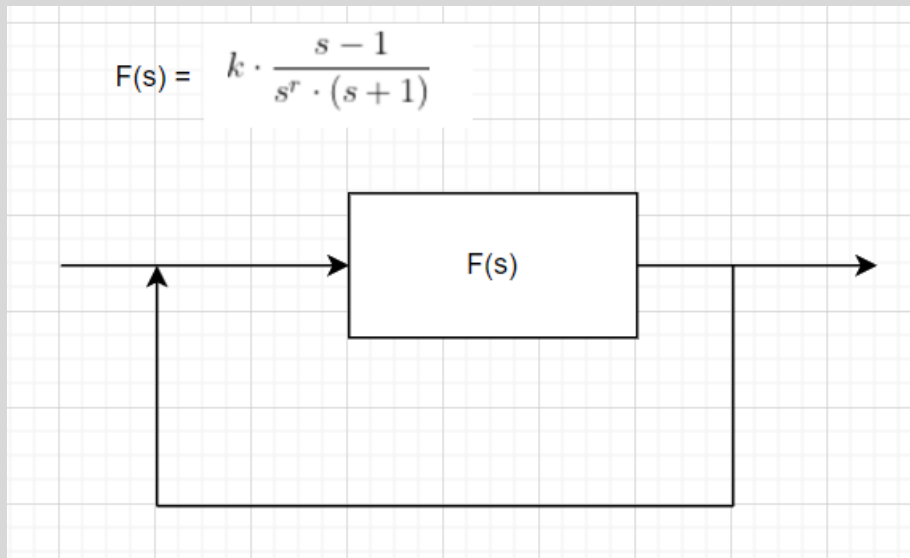 F(s) = k · s − 1 / s^r · (s + 1)
F(s)